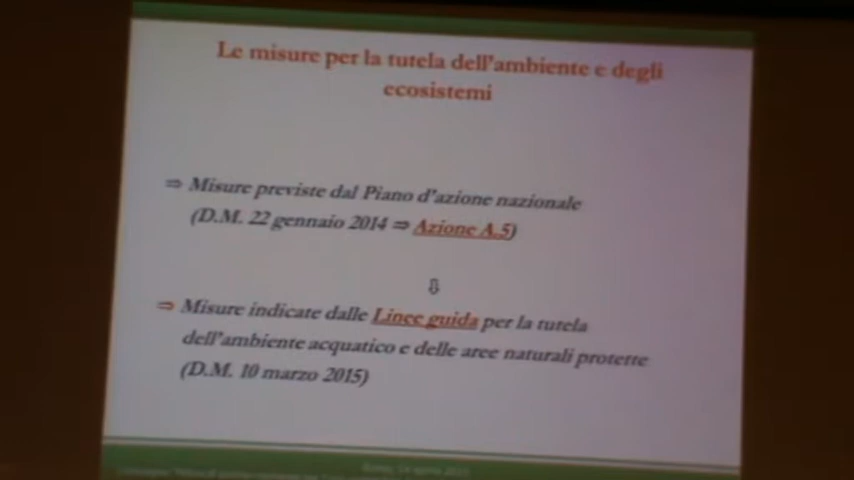 Le misure per la tutela dell'ambiente e degli
ecosistemi
⇒ Misure previste dal Piano d'azione nazionale
(D.M. 22 gennaio 2014 ⇒ Azione A.5)
⇩
⇒ Misure indicate dalle Linee guida per la tutela
dell'ambiente acquatico e delle aree naturali protette
(D.M. 10 marzo 2015)